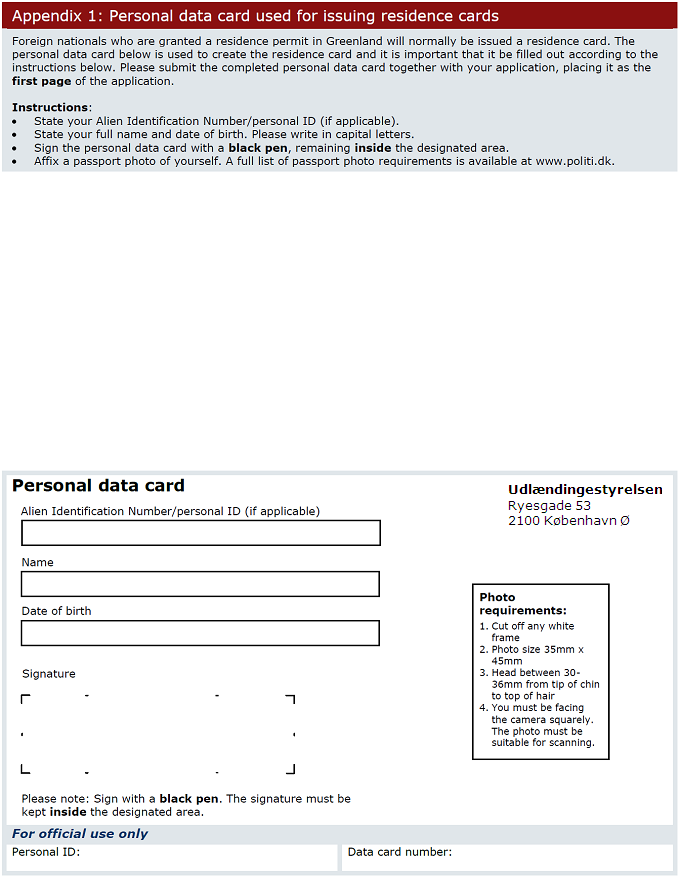 Appendix 1: Personal data card used for issuing residence cards
Foreign nationals who are granted a residence permit in Greenland will normally be issued a residence card. The
personal data card below is used to create the residence card and it is important that it be filled out according to the
instructions below. Please submit the completed personal data card together with your application, placing it as the
first page of the application.
Instructions:
• State your Alien Identification Number/personal ID (if applicable).
• State your full name and date of birth. Please write in capital letters.
• Sign the personal data card with a black pen, remaining inside the designated area.
• Affix a passport photo of yourself. A full list of passport photo requirements is available at www.politi.dk.
Personal data card
Udlændingestyrelsen
Ryesgade 53
2100 København Ø
Alien Identification Number/personal ID (if applicable)
Name
Date of birth
Signature
Photo
requirements:
1. Cut off any white
frame
2. Photo size 35mm x
45mm
3. Head between 30-
36mm from tip of chin
to top of hair
4. You must be facing
the camera squarely.
The photo must be
suitable for scanning.
Please note: Sign with a black pen. The signature must be
kept inside the designated area.
For official use only
Personal ID:
Data card number: